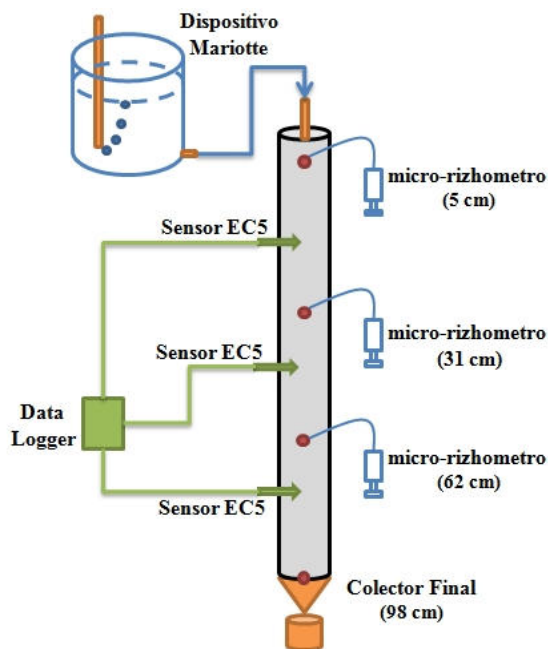 Dispositivo
Mariotte
micro-rizhometro
(5 cm)
Sensor EC5
micro-rizhometro
(31 cm)
Sensor EC5
Data
Logger
micro-rizhometro
(62 cm)
Sensor EC5
Colector Final
(98 cm)